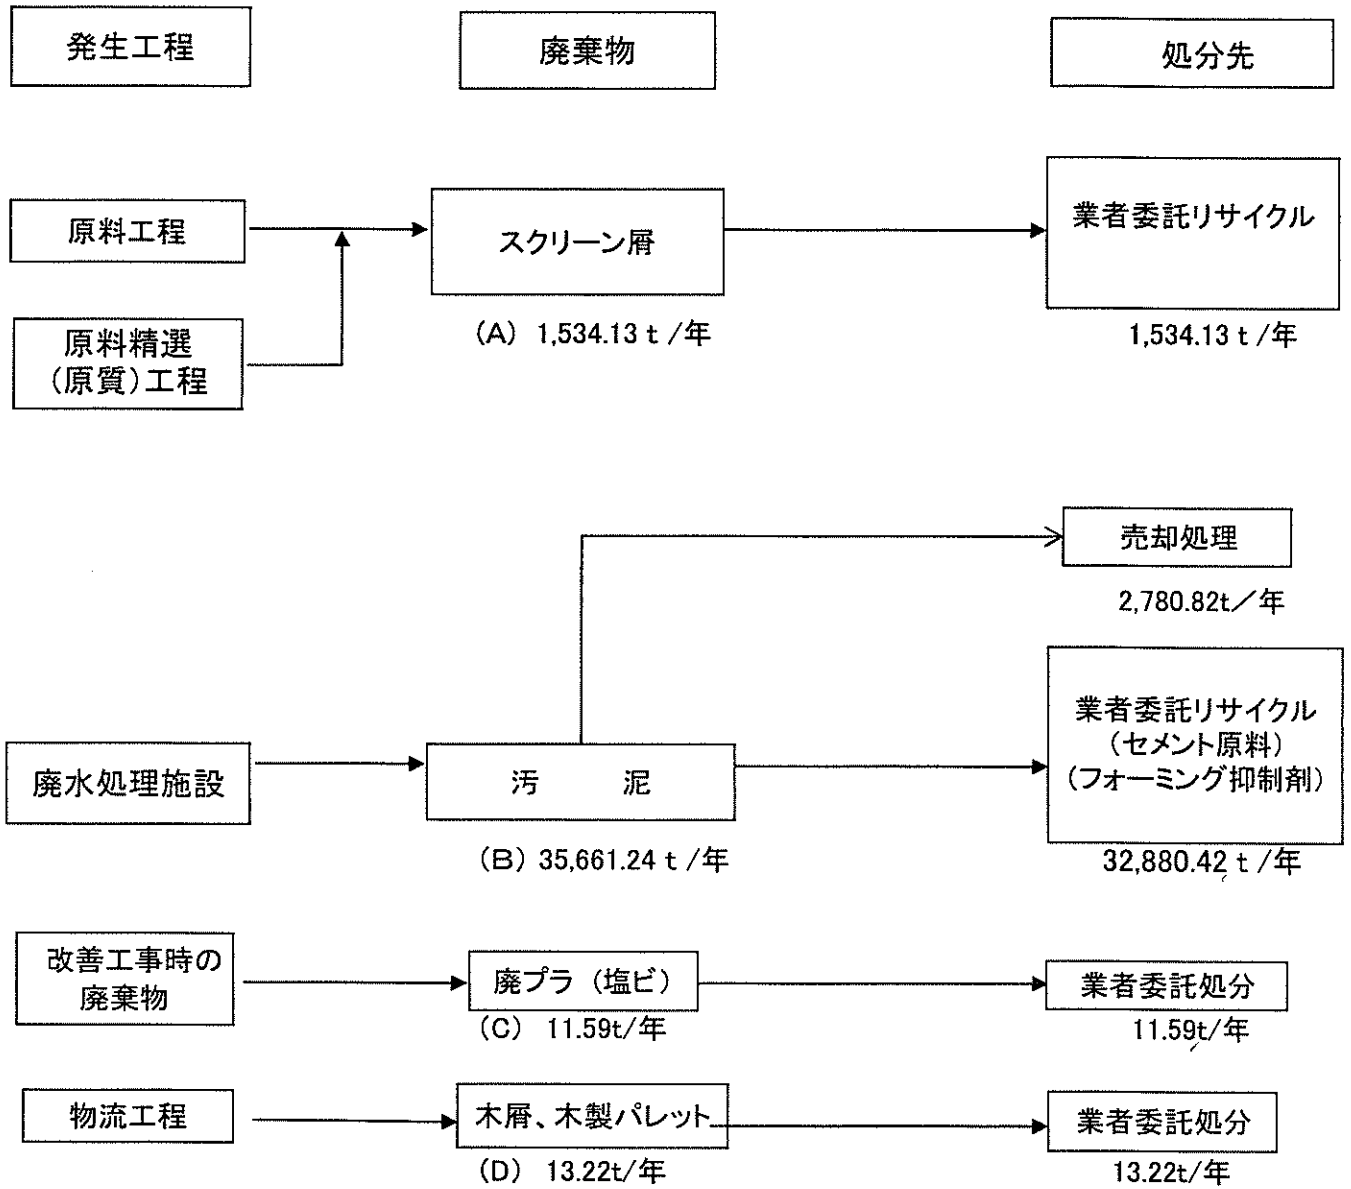 発生工程
廃棄物
処分先
原料工程
スクリーン屑
業者委託リサイクル
(A) 1,534.13 t /年
1,534.13 t /年
原料精選
(原質)工程
売却処理
2,780.82t/年
廃水処理施設
汚 泥
業者委託リサイクル
(セメント原料)
(フォーミング抑制剤)
(B) 35,661.24 t /年
32,880.42 t /年
改善工事時の
廃棄物
廃プラ (塩ビ)
業者委託処分
(C) 11.59t/年
11.59t/年
物流工程
木屑、木製パレット
業者委託処分
(D) 13.22t/年
13.22t/年